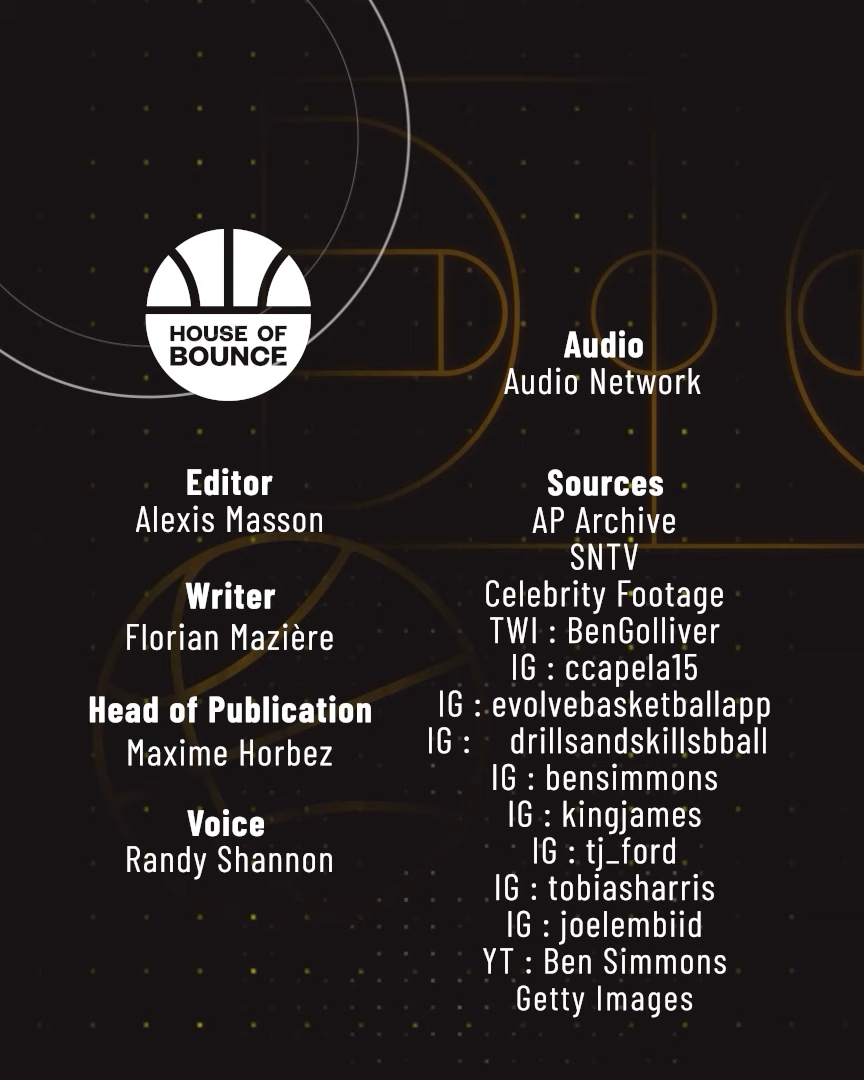 HOUSE OF
BOUNCE
Editor
Alexis Masson
Writer
Florian Mazière
Head of Publication
Maxime Horbez
Voice
Randy Shannon
Audio
Audio Network
Sources
AP Archive
SNTV
Celebrity Footage
TWI : BenGolliver
IG : ccapela15
IG : evolvebasketballapp
IG : drillsandskillsbball
IG : bensimmons
IG : kingjames
IG : tj_ford
IG : tobiasharris
IG : joelembiid
YT : Ben Simmons
Getty Images